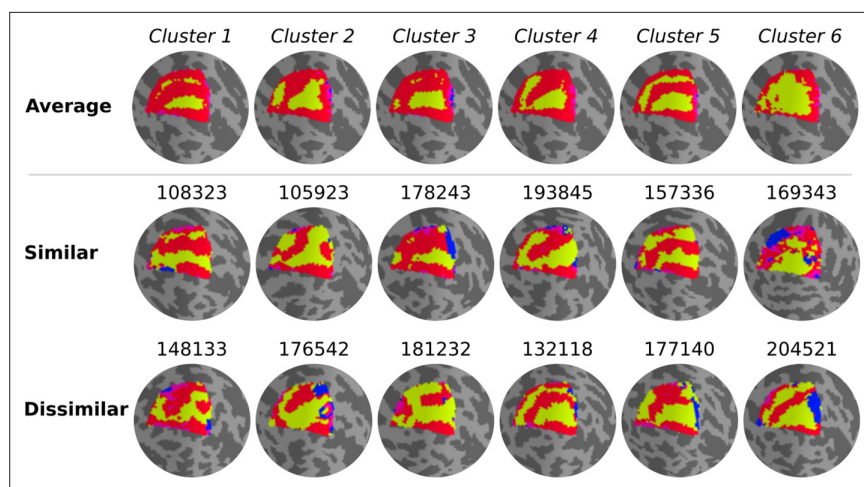 Cluster 1 Cluster 2 Cluster 3 Cluster 4 Cluster 5 Cluster 6
Average
108323 105923 178243 193845 157336 169343
Similar
148133 176542 181232 132118 177140 204521
Dissimilar